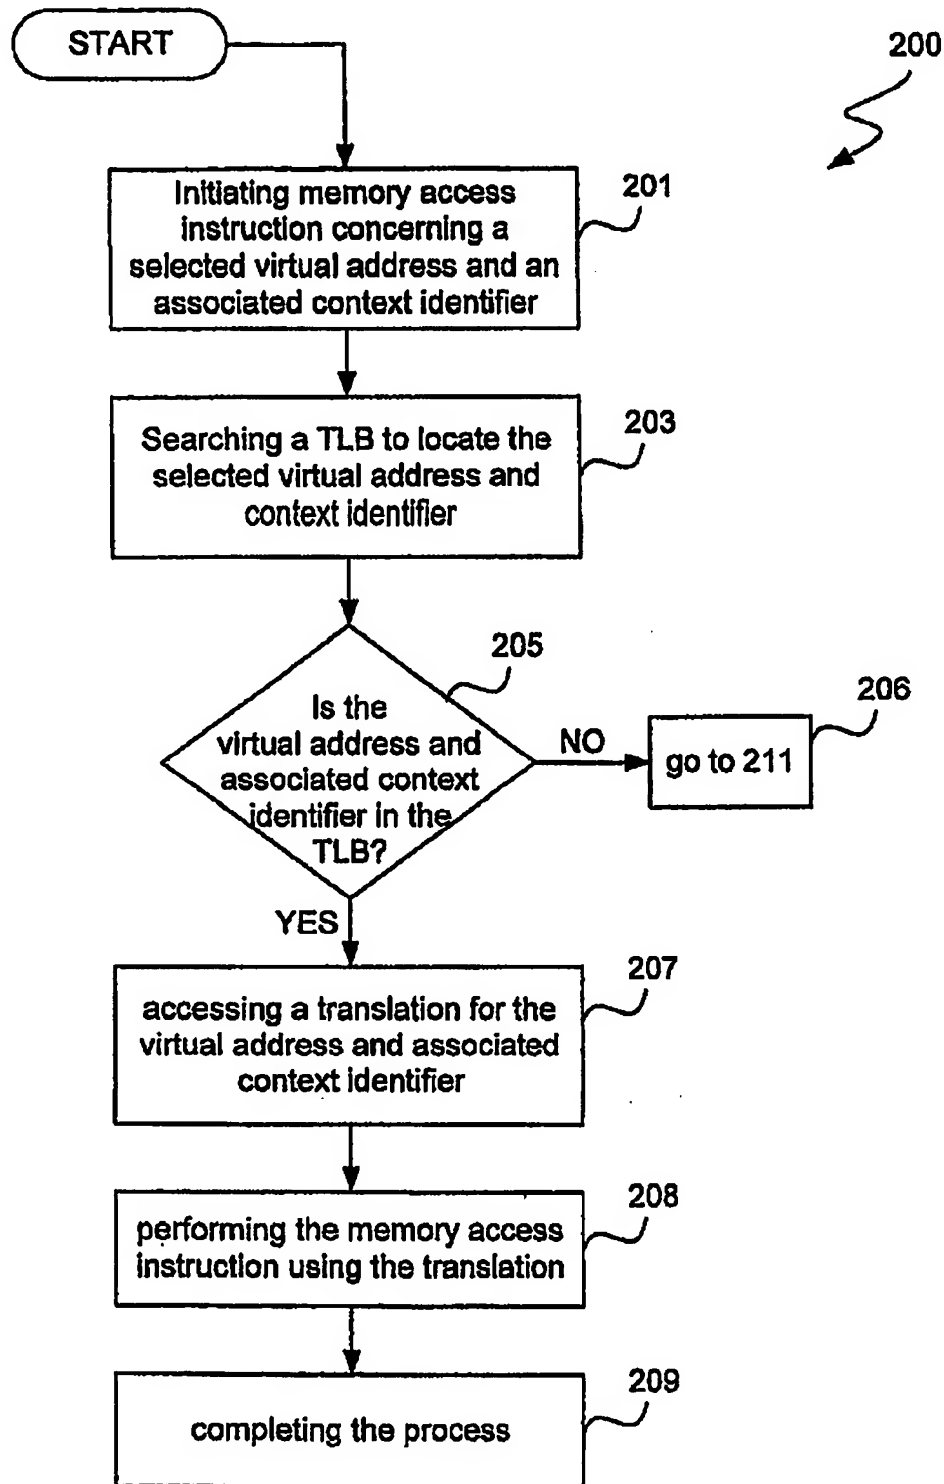 START
200
201
Initiating memory access
instruction concerning a
selected virtual address and an
associated context identifier
203
Searching a TLB to locate the
selected virtual address and
context identifier
205
Is the
virtual address and
associated context
identifier in the
TLB?
NO
206
go to 211
YES
207
accessing a translation for the
virtual address and associated
context identifier
208
performing the memory access
instruction using the translation
209
completing the process